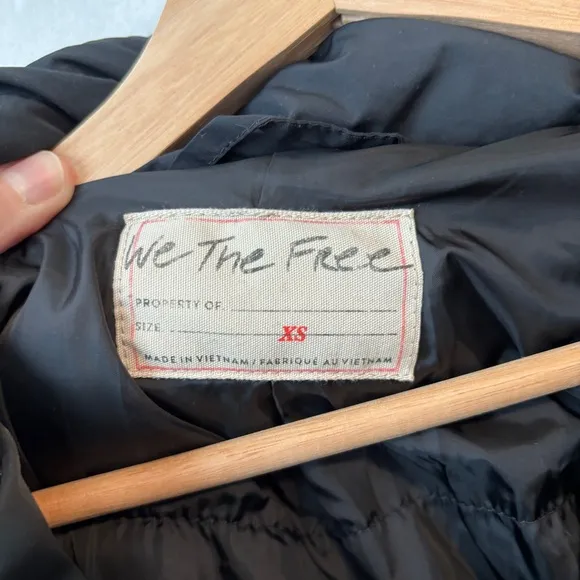 We The Free
PROPERTY OF
SIZE XS
MADE IN VIETNAM / FABRIQUÉ AU VIETNAM